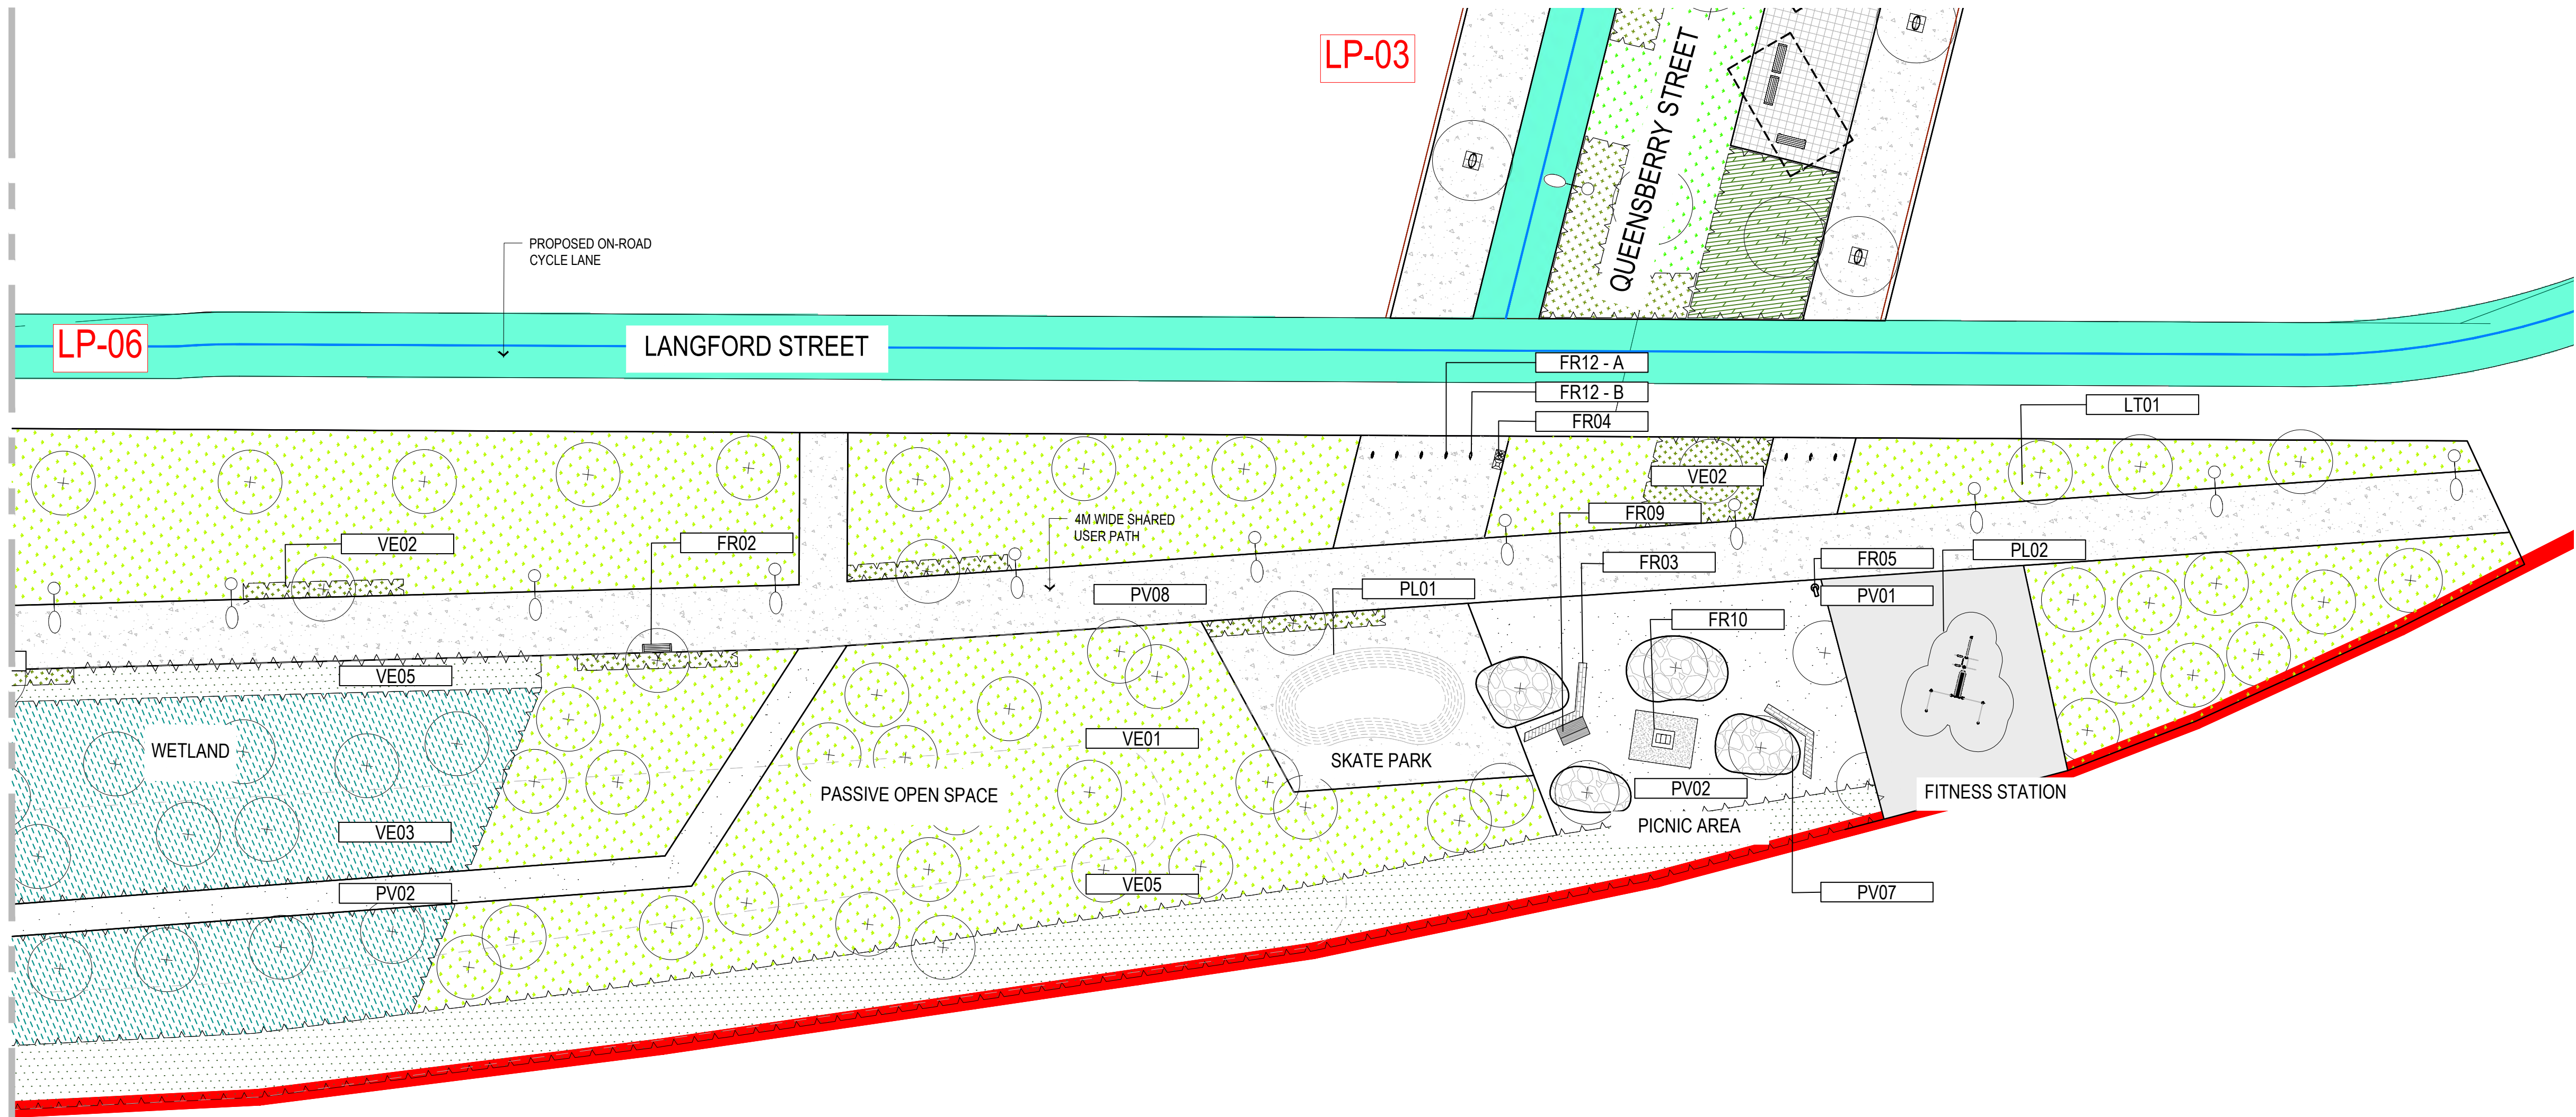 LP-03
QUEENSBERRY STREET
PROPOSED ON-ROAD
CYCLE LANE
LP-06
LANGFORD STREET
FR12 - A
FR12 - B
FR04
LT01
VE02
FR09
4M WIDE SHARED
USER PATH
VE02
FR02
FR03
FR05
PL02
PV08
PL01
PV01
FR10
VE05
WETLAND
VE01
SKATE PARK
PASSIVE OPEN SPACE
PV02
FITNESS STATION
PICNIC AREA
VE03
VE05
PV02
PV07